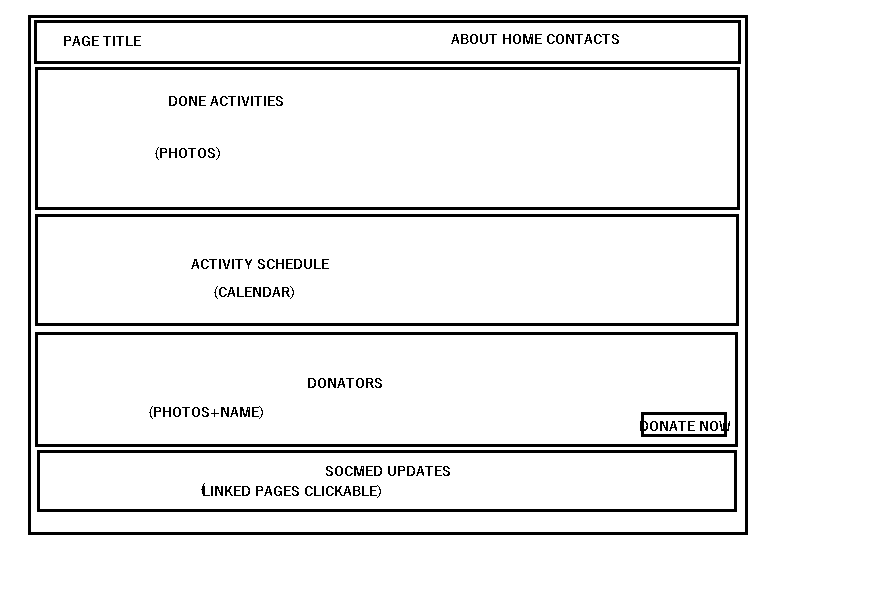 PAGE TITLE
ABOUT HOME CONTACTS
DONE ACTIVITIES
(PHOTOS)
ACTIVITY SCHEDULE
(CALENDAR)
DONATORS
(PHOTOS+NAME)
DONATE NOW
SOCMED UPDATES
(LINKED PAGES CLICKABLE)